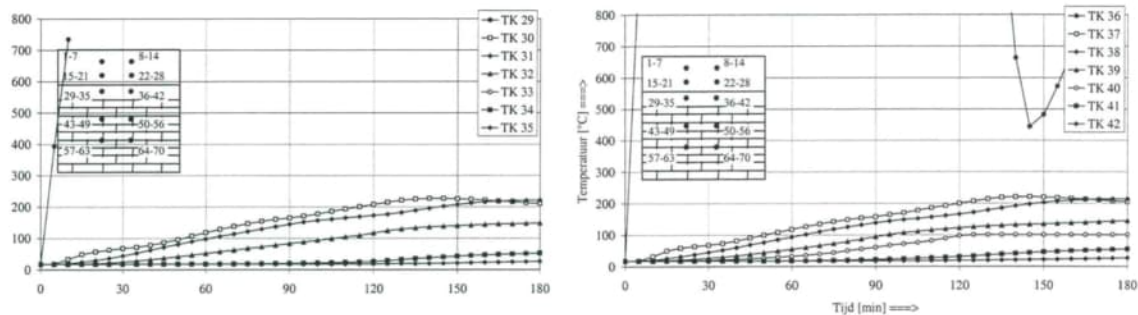 800
700
600
500
400
300
200
100
0
0 30 60 90 120 150 180
1-7 8-14
15-21 22-28
29-35 36-42
43-49 50-56
57-63 64-70
TK 29
TK 30
TK 31
TK 32
TK 33
TK 34
TK 35
Temperatuur [°C] ===>
800
700
600
500
400
300
200
100
0
0 30 60 90 120 150 180
Tijd [min] ===>
1-7 8-14
15-21 22-28
29-35 36-42
43-49 50-56
57-63 64-70
TK 36
TK 37
TK 38
TK 39
TK 40
TK 41
TK 42